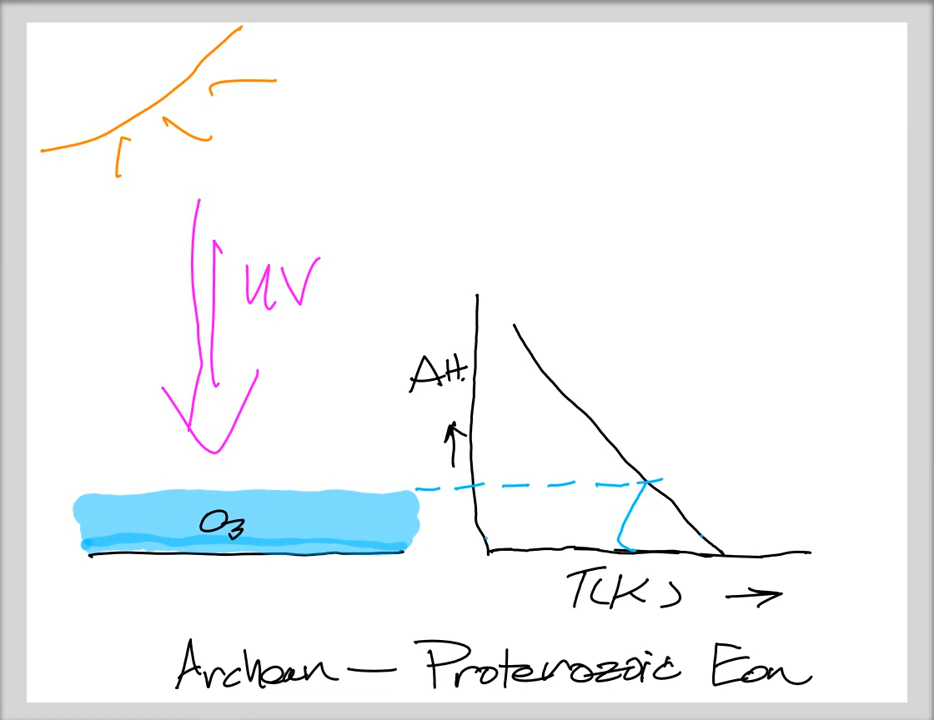 UV
Alt.
O3
T(K)
Archean — Proterozoic Eon